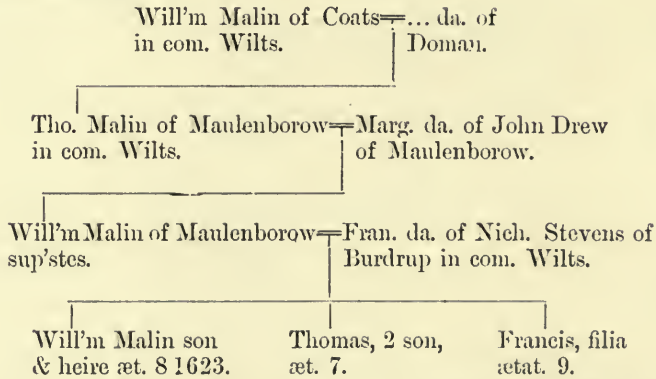 Will'm Malin of Coats=... da. of
in com. Wilts. Doman.
Tho. Malin of Maulenborow=Marg. da. of John Drew
in com. Wilts. of Maulenborow.
Will'm Malin of Maulenborow=Fran. da. of Nich. Stevens of
sup'stes. Burdrup in com. Wilts.
Will'm Malin son Thomas, 2 son, Francis, filia
& heire æt. 8 1623. æt. 7. ætat. 9.